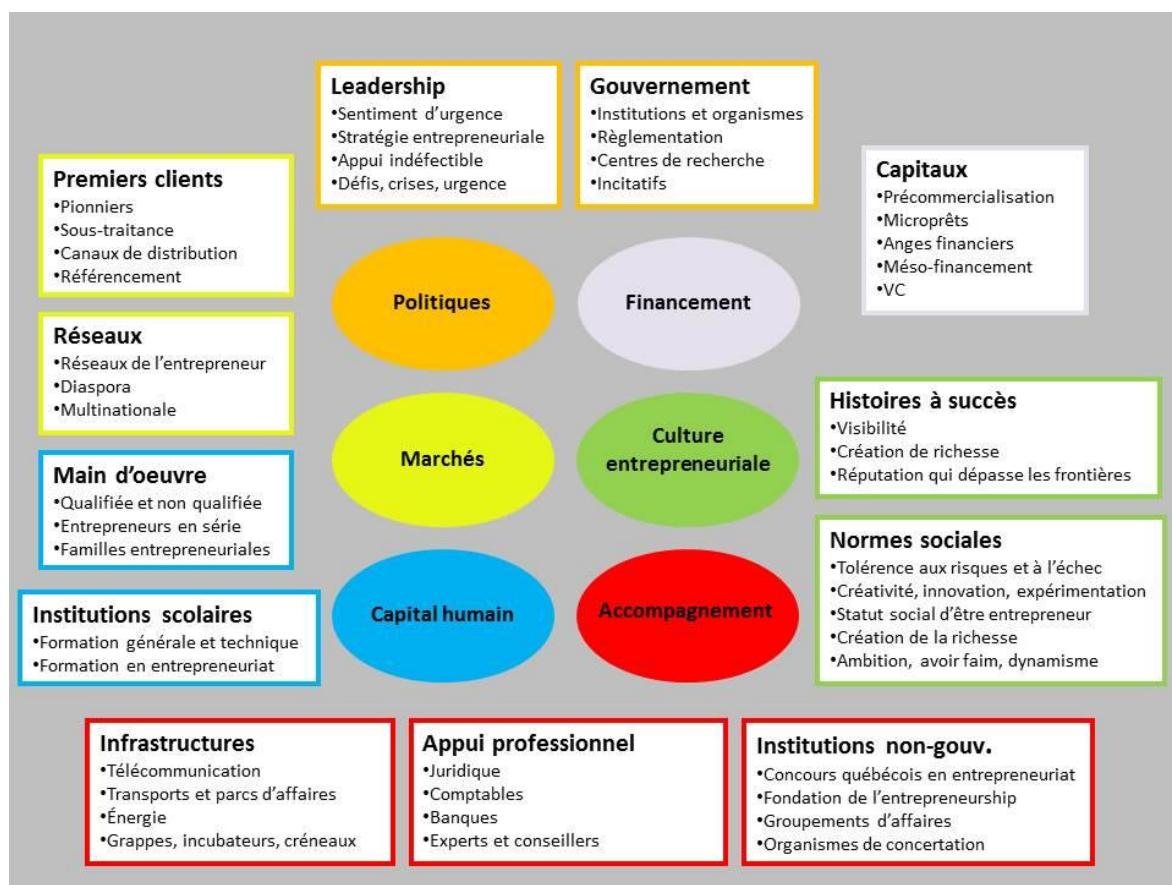 Leadership
•Sentiment d'urgence
•Stratégie entrepreneuriale
•Appui indéfectible
•Défis, crises, urgence
Gouvernement
•Institutions et organismes
•Règlementation
•Centres de recherche
•Incitatifs
Capitaux
•Précommercialisation
•Microprêts
•Anges financiers
•Méso-financement
•VC
Premiers clients
•Pionniers
•Sous-traitance
•Canaux de distribution
•Référencement
Réseaux
•Réseaux de l'entrepreneur
•Diaspora
•Multinationale
Politiques
Financement
Marchés
Culture
entrepreneuriale
Capital humain
Accompagnement
Histoires à succès
•Visibilité
•Création de richesse
•Réputation qui dépasse les frontières
Main d'oeuvre
•Qualifiée et non qualifiée
•Entrepreneurs en série
•Familles entrepreneuriales
Normes sociales
•Tolérence aux risques et à l'échec
•Créativité, innovation, expérimentation
•Statut social d'être entrepreneur
•Création de la richesse
•Ambition, avoir faim, dynamisme
Institutions scolaires
•Formation générale et technique
•Formation en entrepreneuriat
Infrastructures
•Télécommunication
•Transports et parcs d'affaires
•Énergie
•Grappes, incubateurs, créneaux
Appui professionnel
•Juridique
•Comptables
•Banques
•Experts et conseillers
Institutions non-gouv.
•Concours québécois en entrepreneuriat
•Fondation de l'entrepreneurship
•Groupements d'affaires
•Organismes de concertation